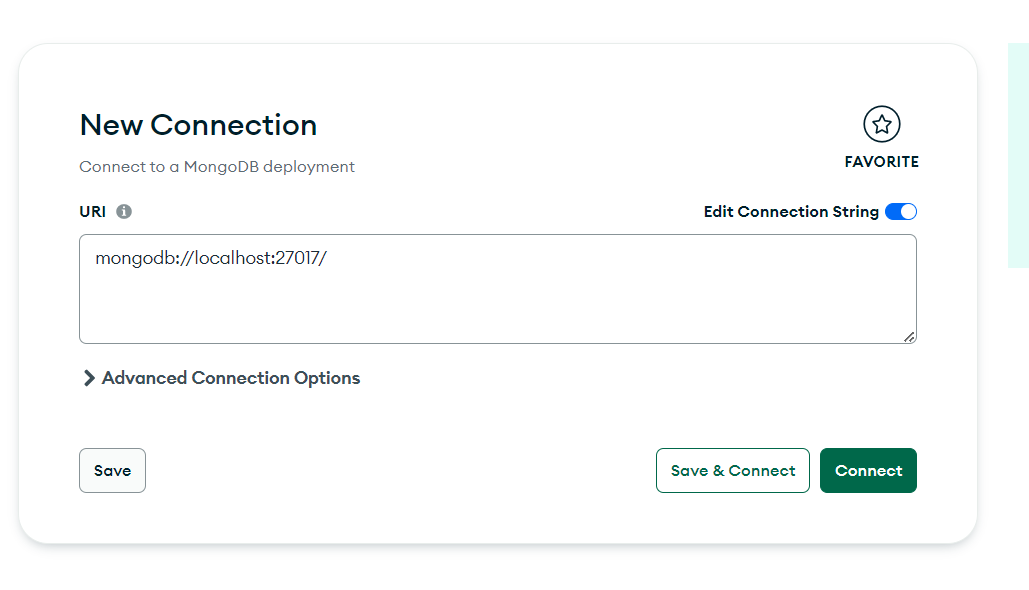 New Connection
FAVORITE
Connect to a MongoDB deployment
URI
Edit Connection String
mongodb://localhost:27017/
Advanced Connection Options
Save
Save & Connect
Connect